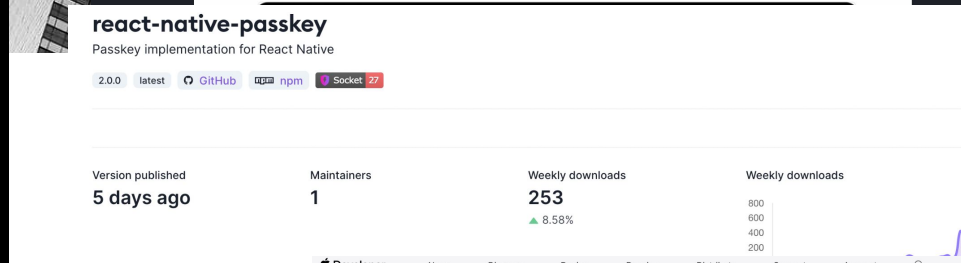 react-native-passkey
Passkey implementation for React Native
2.0.0 latest GitHub npm Socket 27
Version published
5 days ago
Maintainers
1
Weekly downloads
253
8.58%
Weekly downloads
800
600
400
200